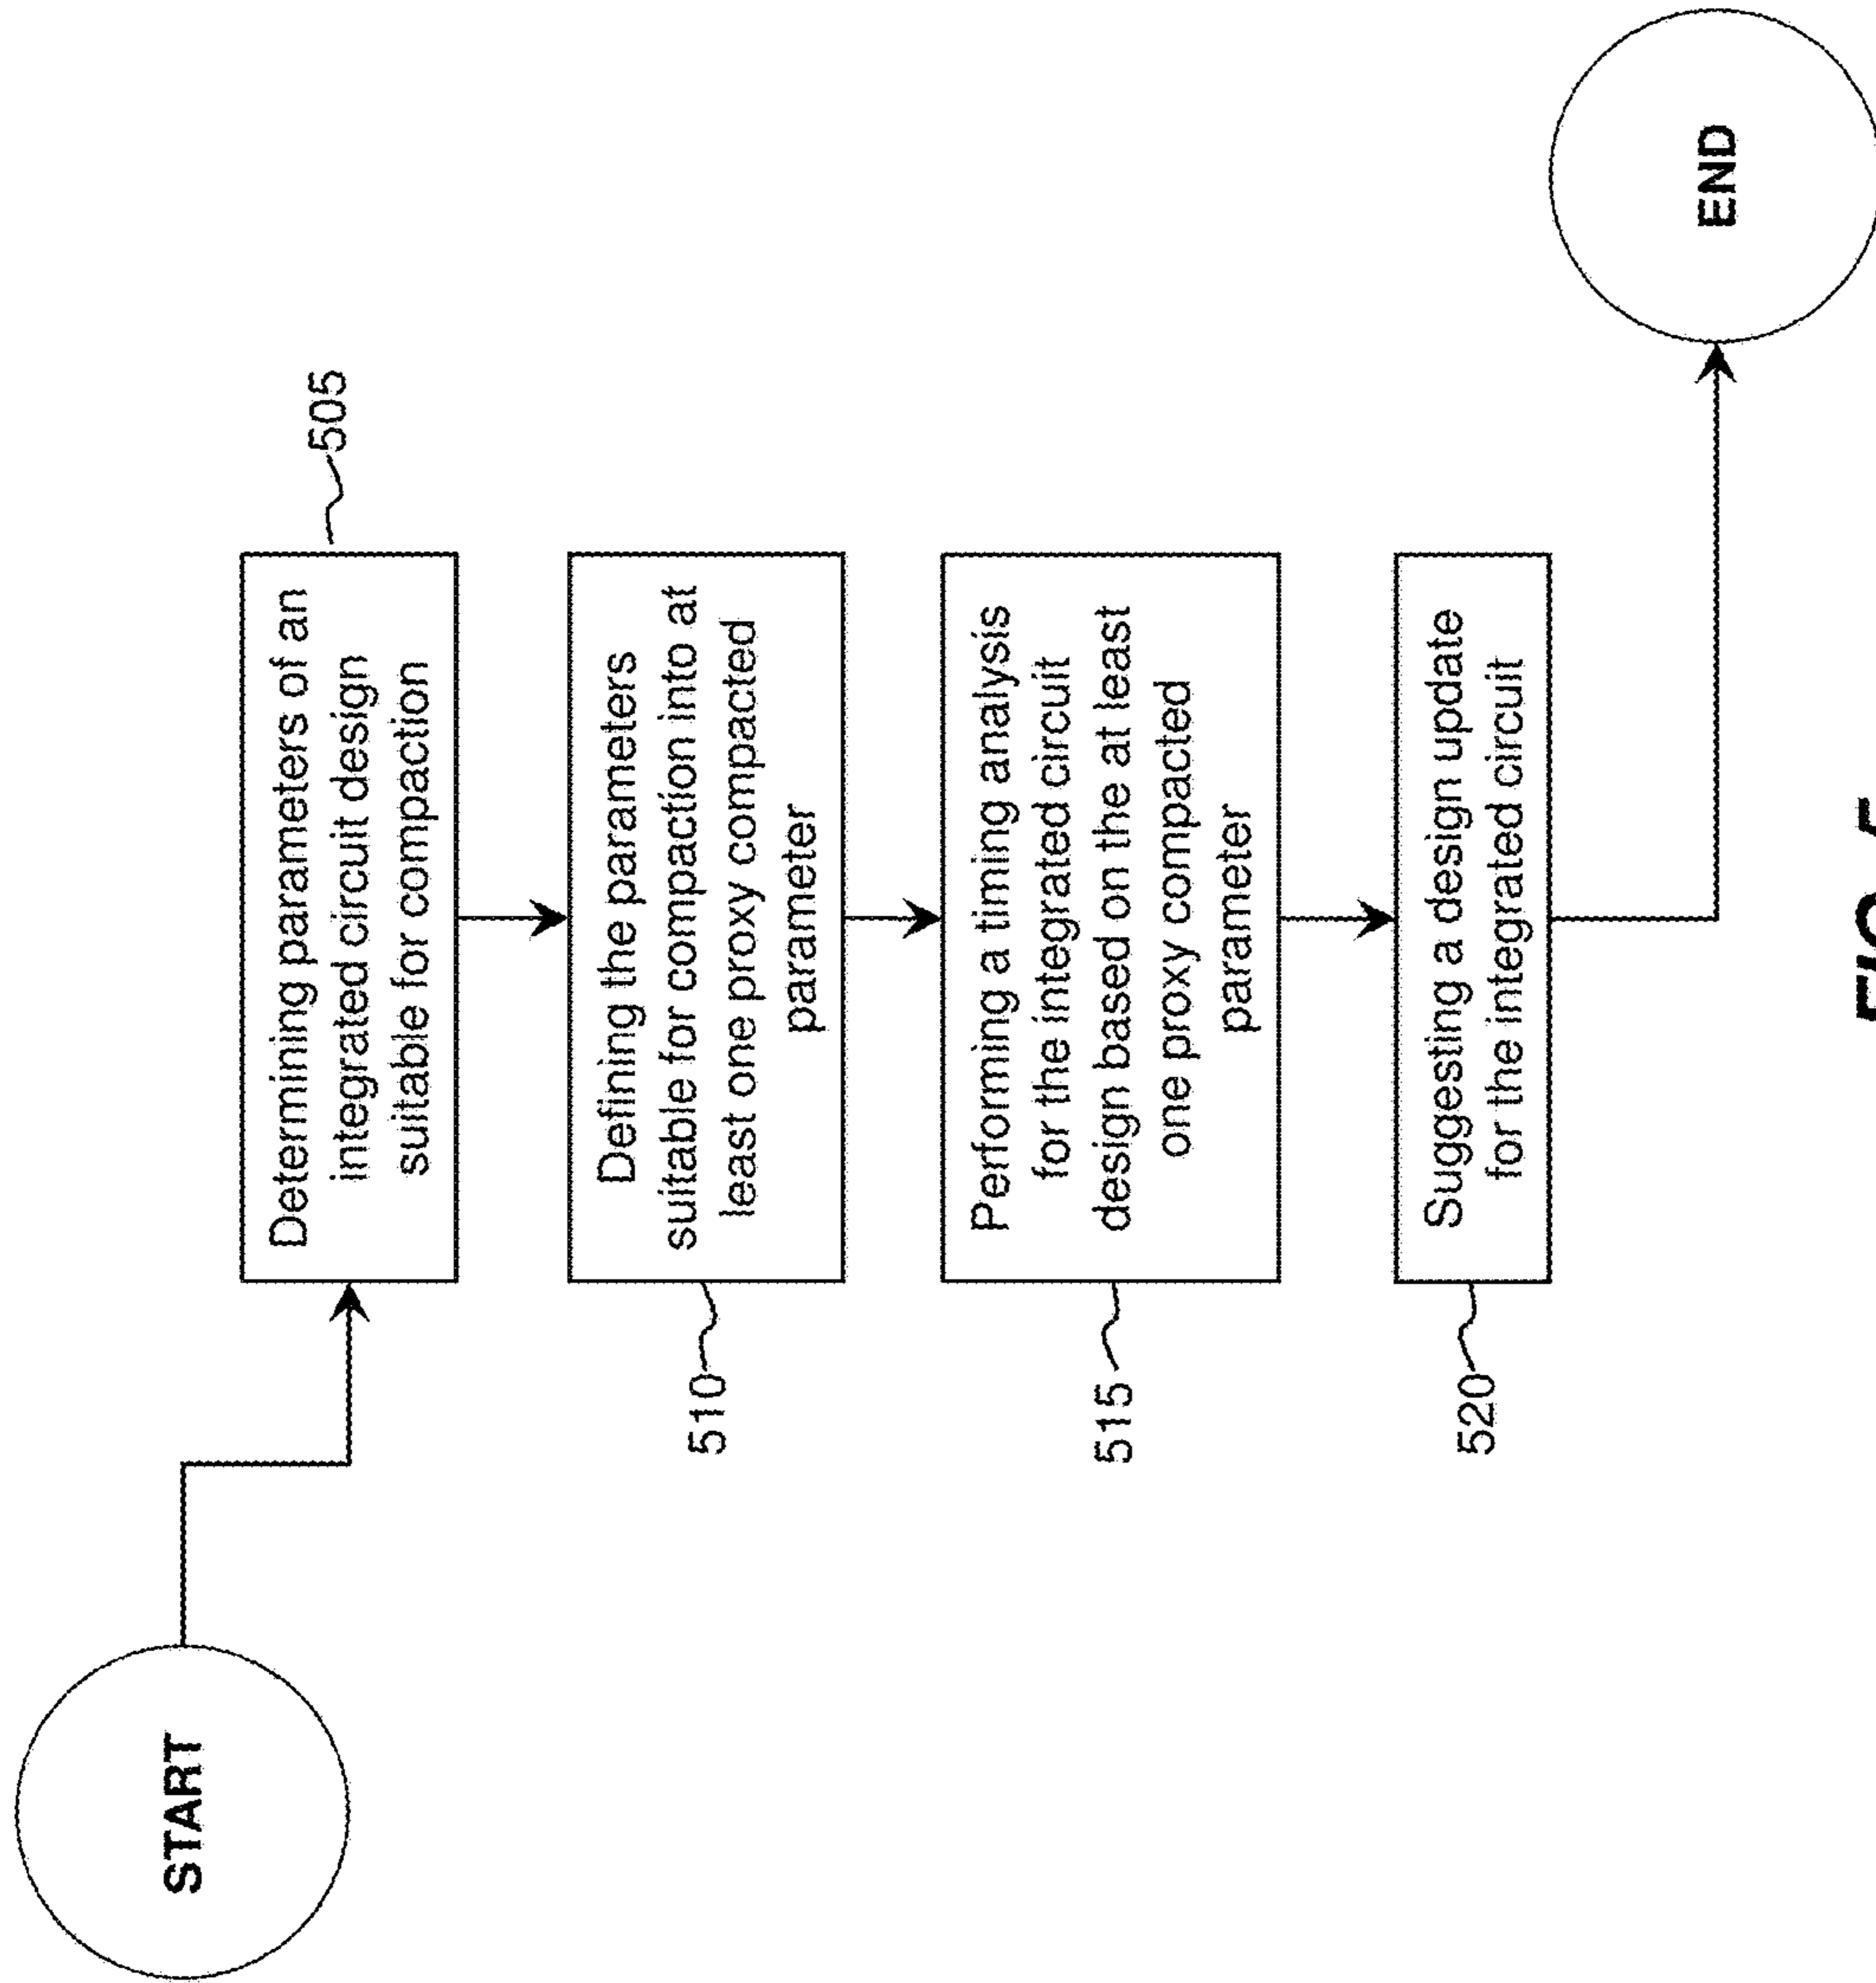 START
Determining parameters of an
integrated circuit design
suitable for compaction
505
Defining the parameters
suitable for compaction into at
least one proxy compacted
parameter
510
Performing a timing analysis
for the integrated circuit
design based on the at least
one proxy compacted
parameter
515
Suggesting a design update
for the integrated circuit
520
END